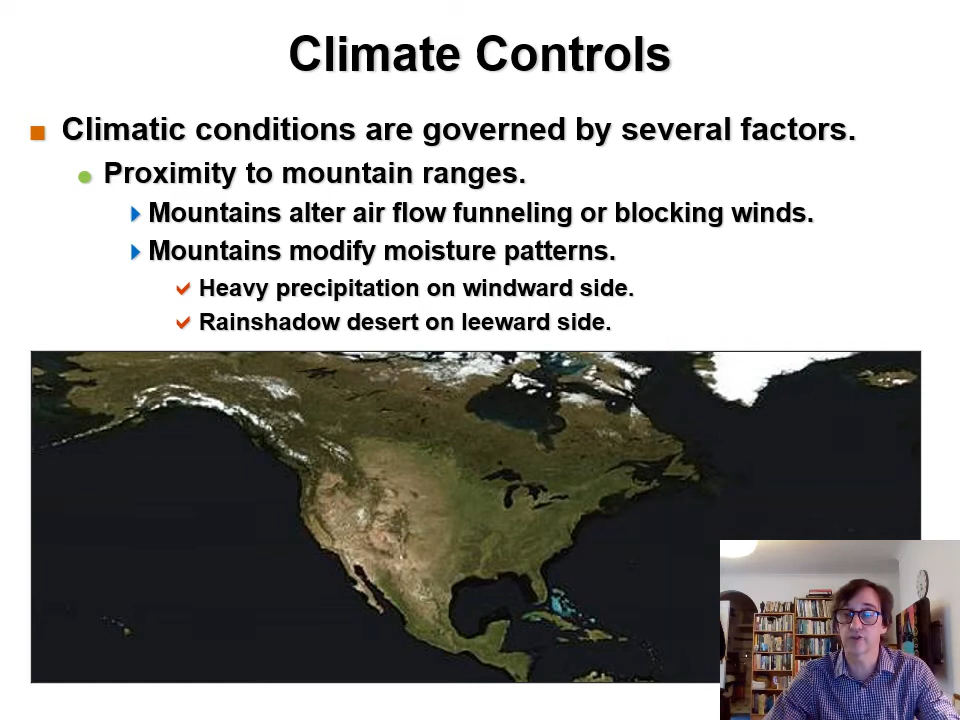 Climate Controls
Climatic conditions are governed by several factors.
Proximity to mountain ranges.
Mountains alter air flow funneling or blocking winds.
Mountains modify moisture patterns.
Heavy precipitation on windward side.
Rainshadow desert on leeward side.